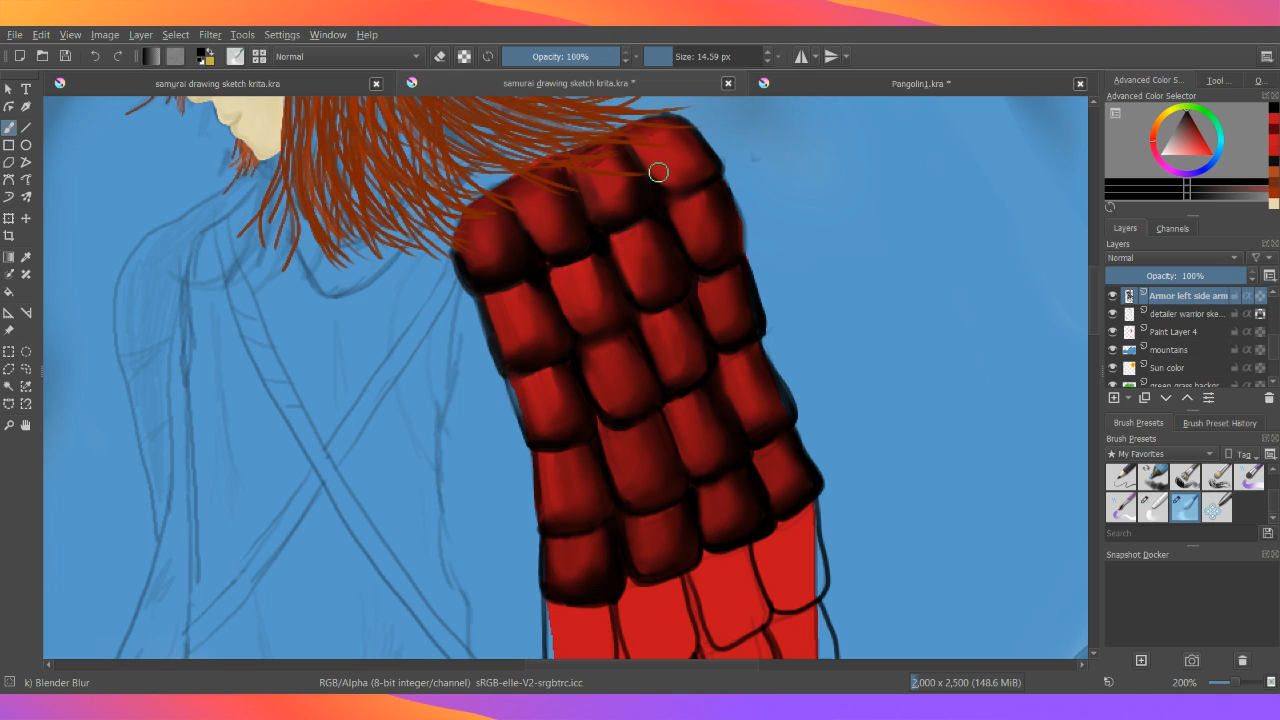 File Edit View Image Layer Select Filter Tools Settings Window Help
Normal Opacity: 100% Size: 14.59 px
samurai drawing sketch krita.kra samurai drawing sketch krita.kra * Pangolin1.kra *
Advanced Color S... Tool ... O...
Advanced Color Selector
Layers Channels
Layers
Normal
Opacity: 100%
Armor left side arm
detailer warrior ske...
Paint Layer 4
mountains
Sun color
green grass backgr
Brush Presets Brush Preset History
Brush Presets
★ My Favorites Tag
Search
Snapshot Docker
k) Blender Blur RGB/Alpha (8-bit integer/channel) sRGB-elle-V2-srgbtrc.icc 2,000 x 2,500 (148.6 MiB) 200%